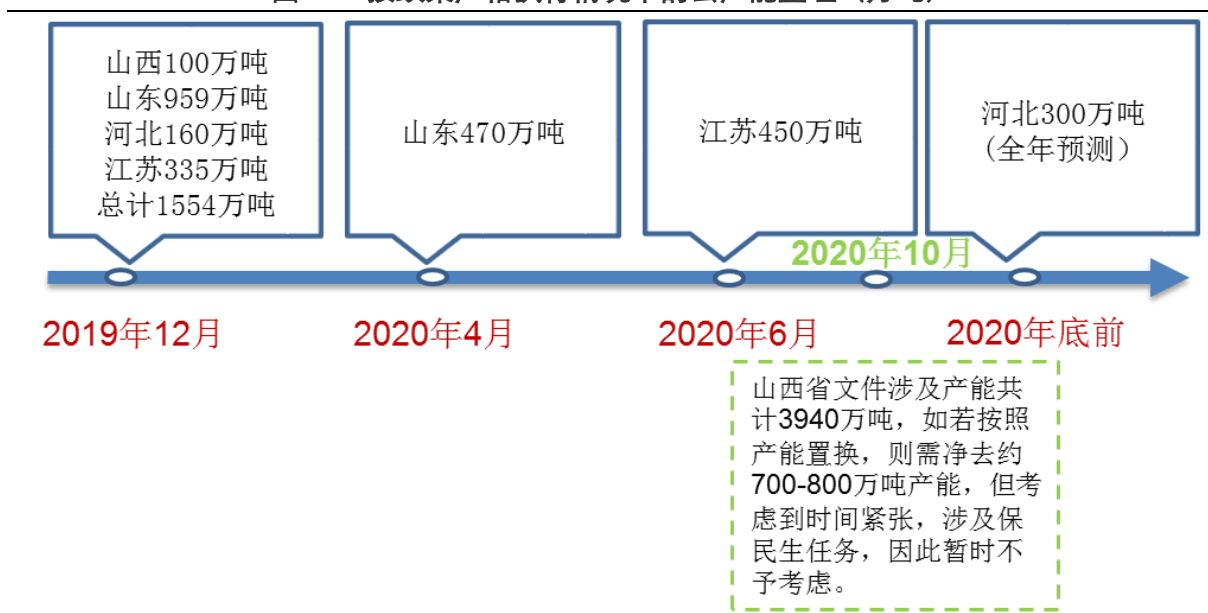 山西100万吨
山东959万吨
河北160万吨
江苏335万吨
总计1554万吨
山东470万吨
江苏450万吨
河北300万吨
(全年预测）
2020年10月
2019年12月
2020年4月
2020年6月
2020年底前
山西省文件涉及产能共
计3940万吨，如若按照
产能置换，则需净去约
700-800万吨产能，但考
虑到时间紧张，涉及保
民生任务，因此暂时不
予考虑。